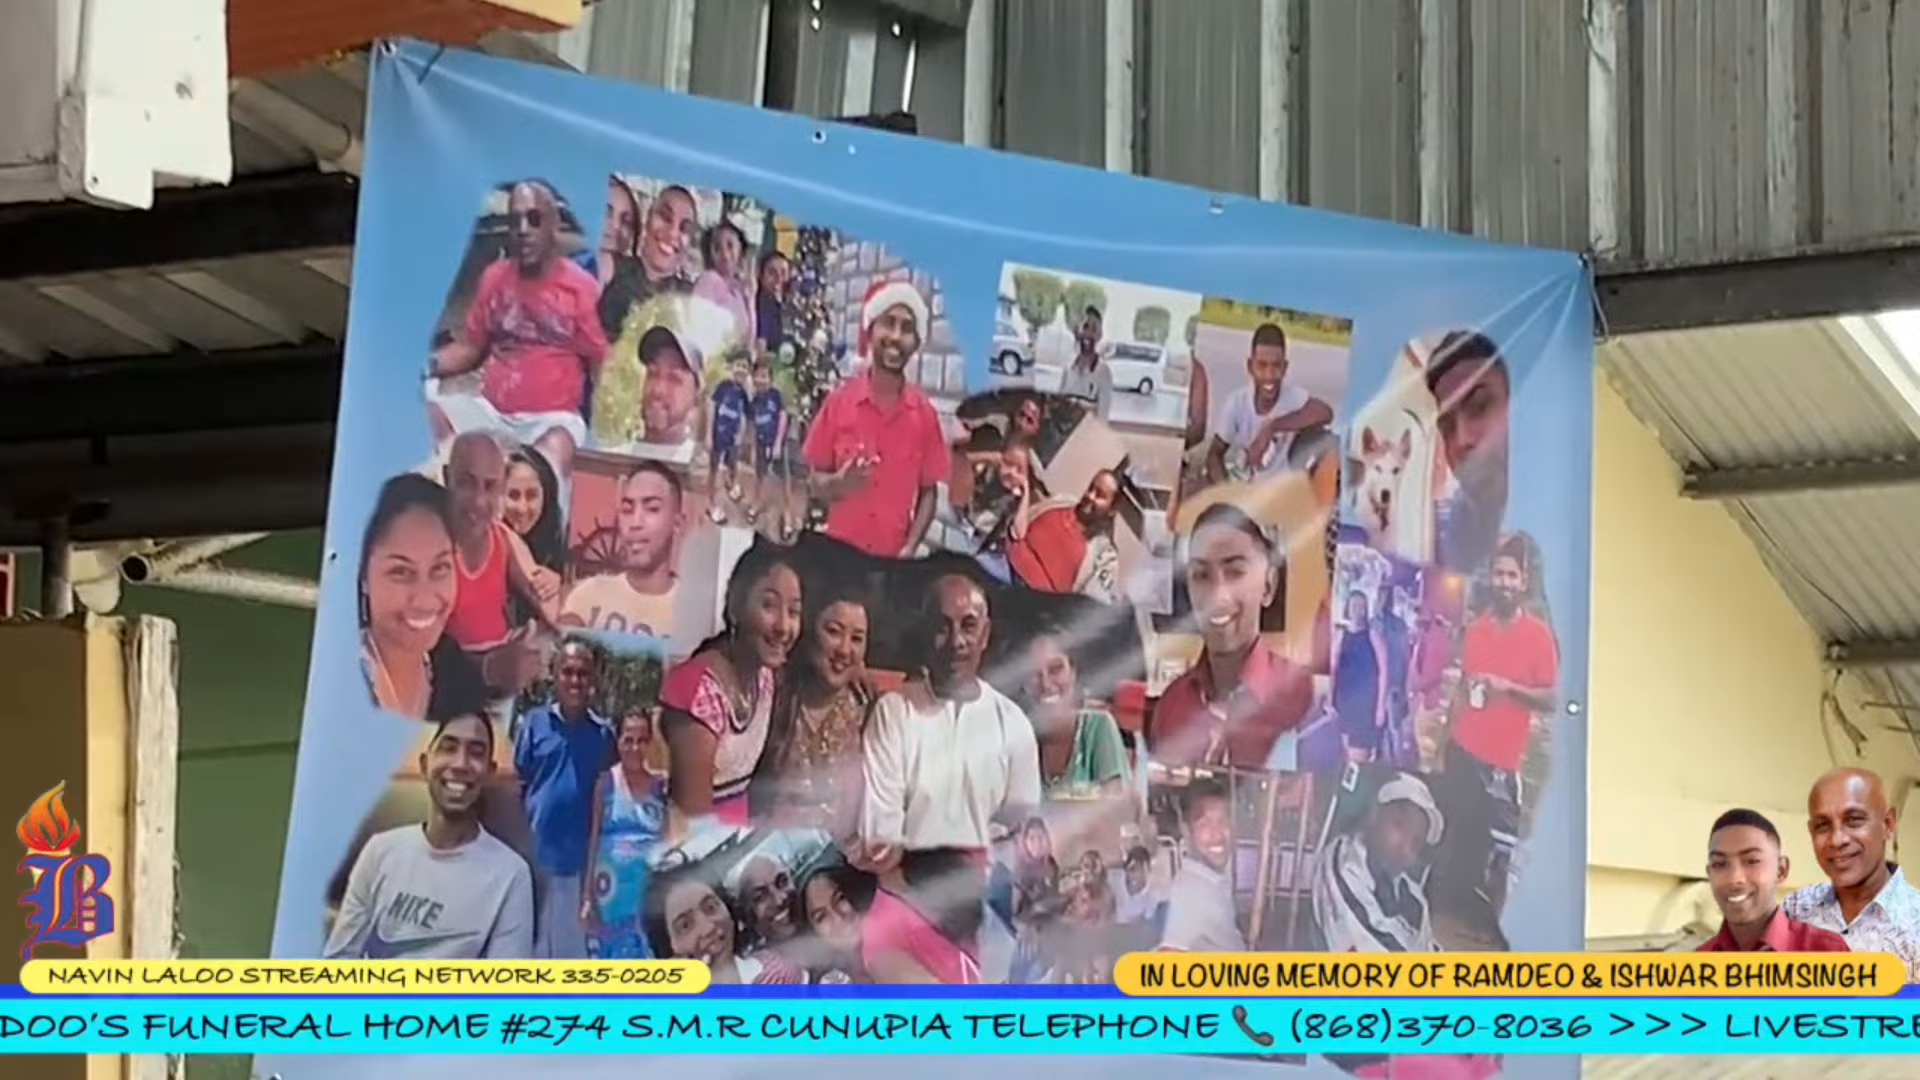 NIKE
B
NAVIN LALOO STREAMING NETWORK 335-0205
IN LOVING MEMORY OF RAMDEO & ISHWAR BHIMSINGH
DOO'S FUNERAL HOME #274 S.M.R CUNUPIA TELEPHONE (868)370-8036 >>> LIVESTRE